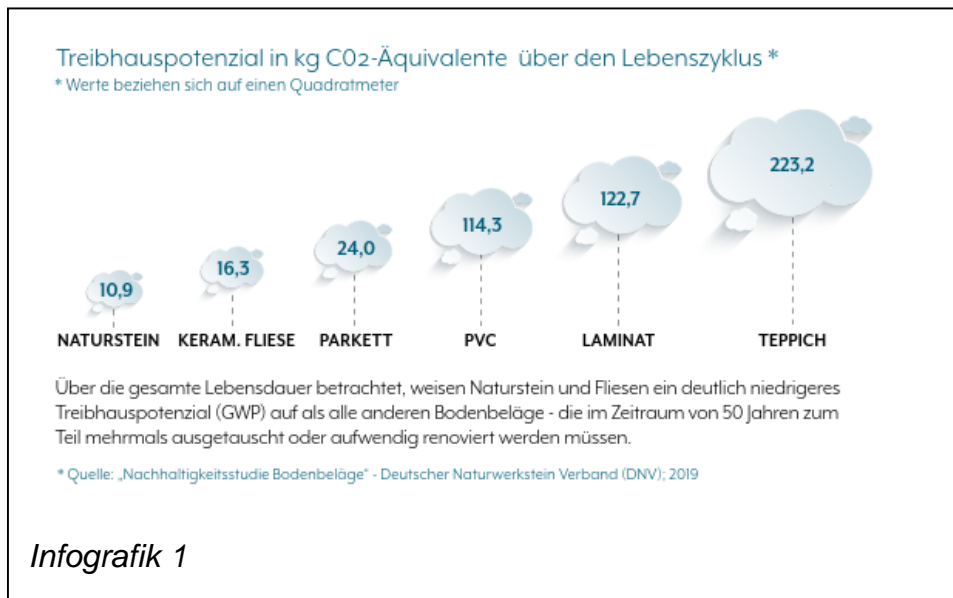 Treibhauspotenzial in kg C02-Äquivalente über den Lebenszyklus *
* Werte beziehen sich auf einen Quadratmeter
223,2
122,7
114,3
24,0
16,3
10,9
NATURSTEIN KERAM. FLIESE PARKETT PVC LAMINAT TEPPICH
Über die gesamte Lebensdauer betrachtet, weisen Naturstein und Fliesen ein deutlich niedrigeres
Treibhauspotenzial (GWP) auf als alle anderen Bodenbeläge - die im Zeitraum von 50 Jahren zum
Teil mehrmals ausgetauscht oder aufwendig renoviert werden müssen.
* Quelle: „Nachhaltigkeitsstudie Bodenbeläge" - Deutscher Naturwerkstein Verband (DNV); 2019
Infografik 1